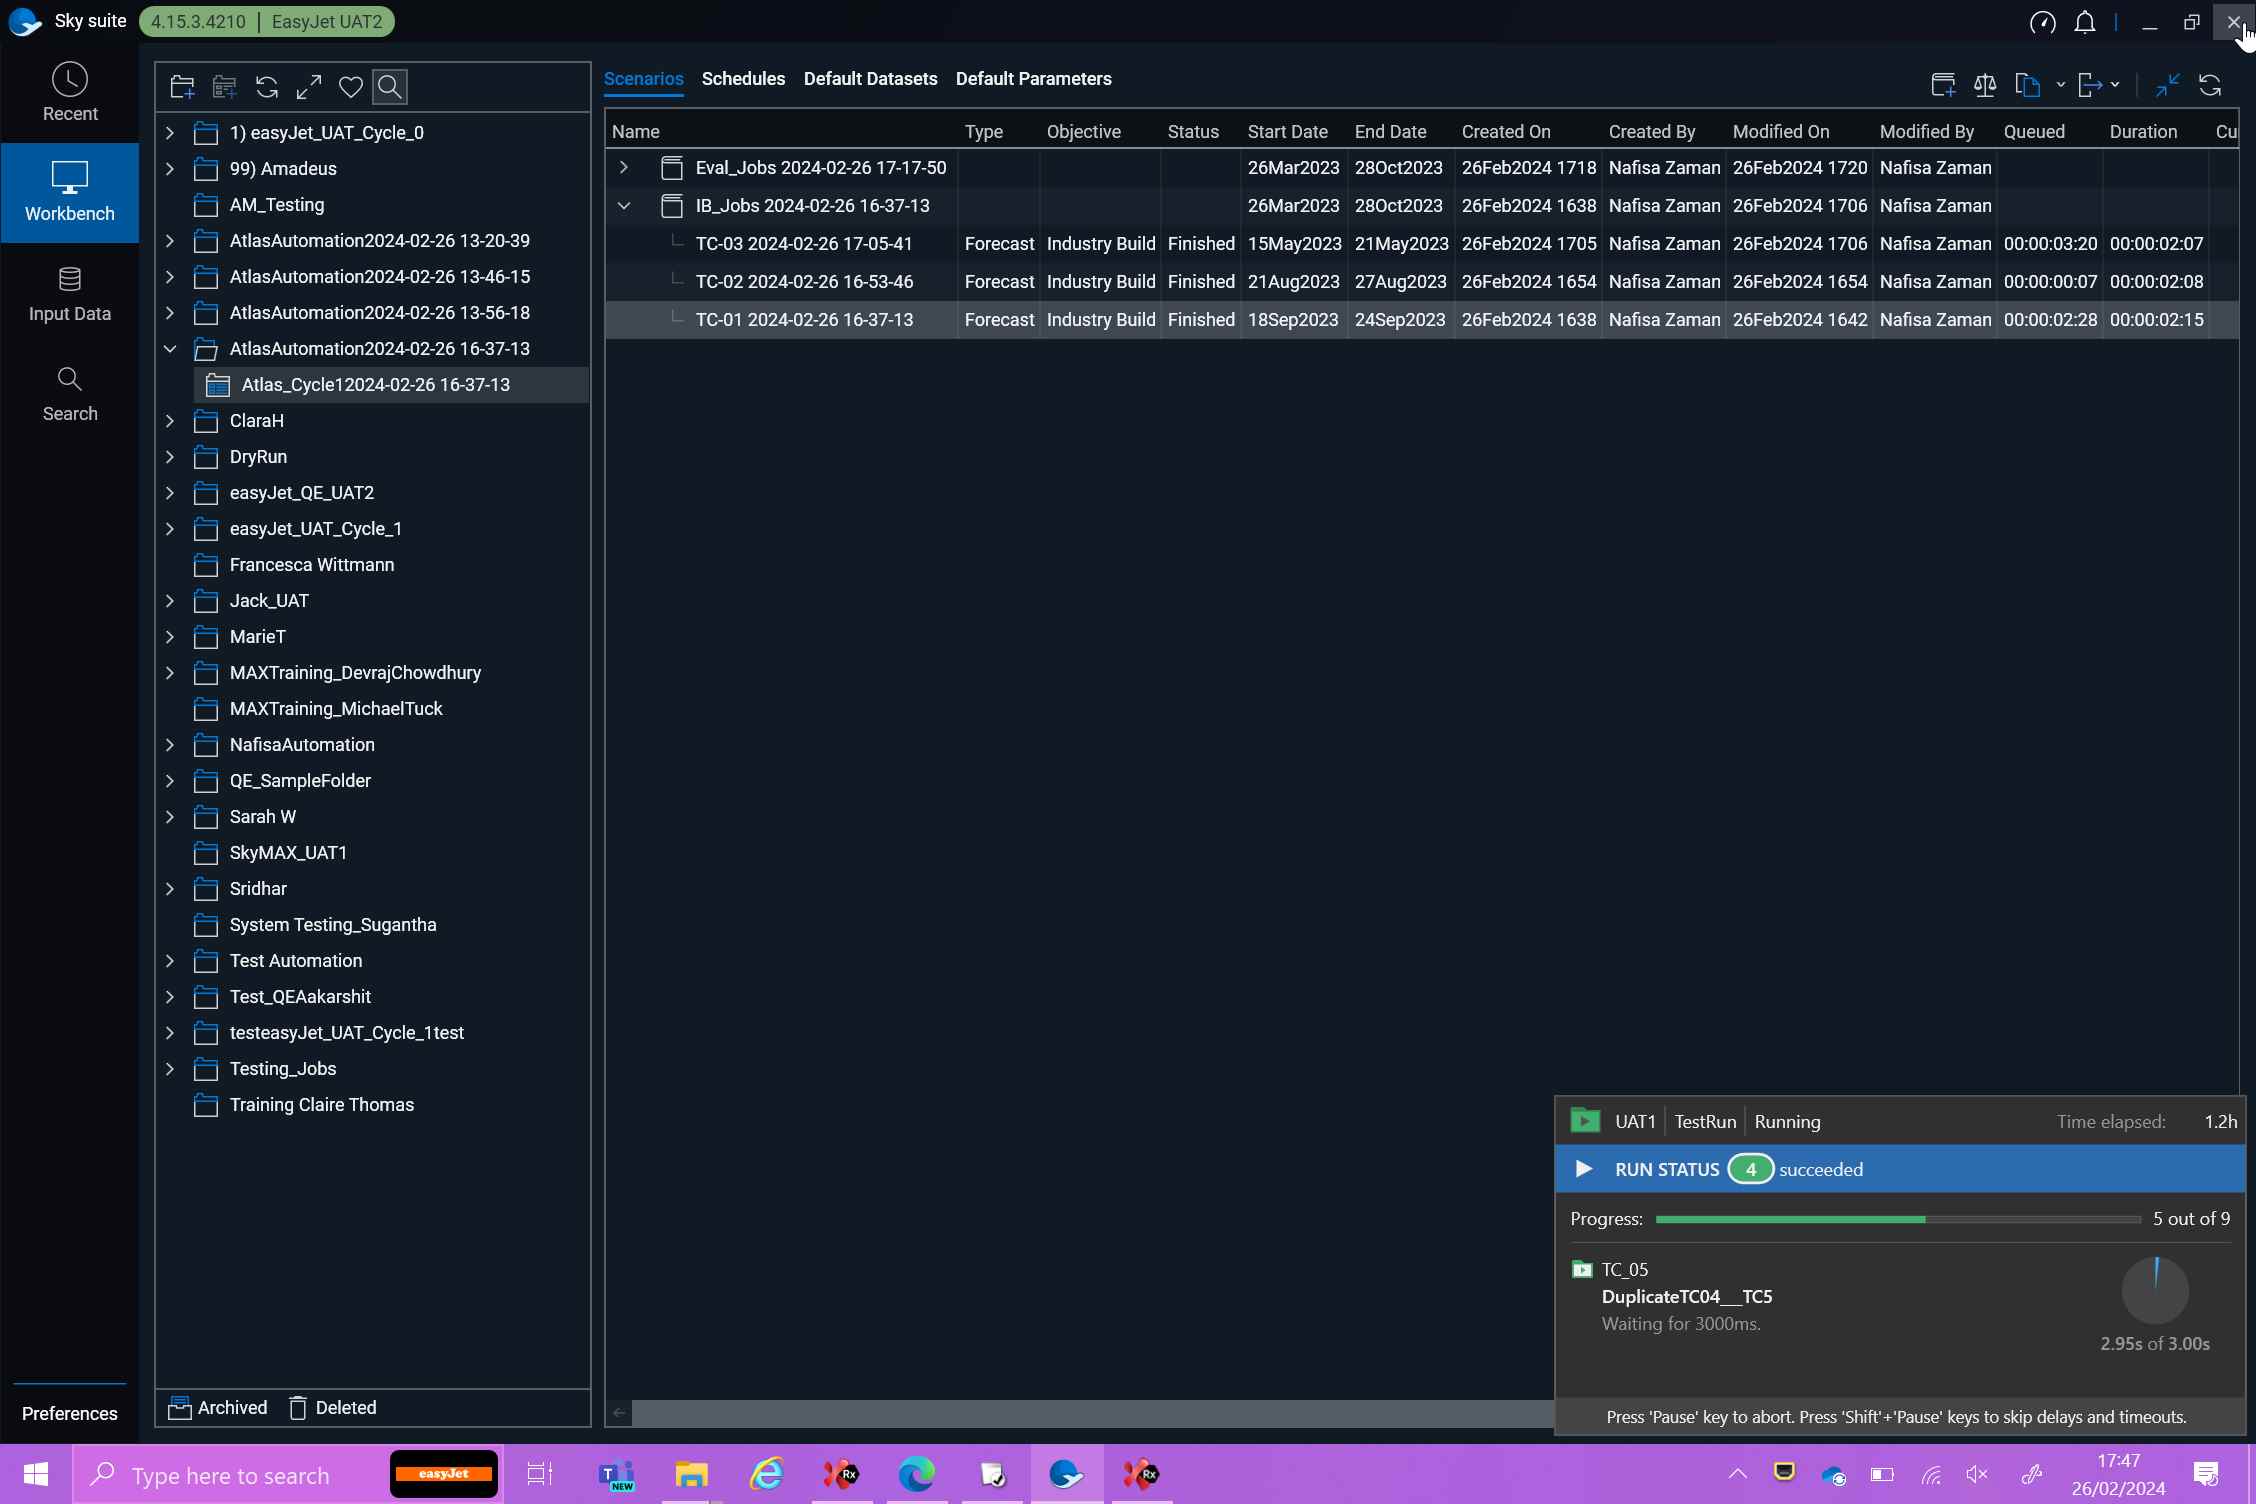 Sky suite 4.15.3.4210 | EasyJet UAT2
Recent
Workbench
Input Data
Search
Preferences
1) easyJet_UAT_Cycle_0
99) Amadeus
AM_Testing
AtlasAutomation2024-02-26 13-20-39
AtlasAutomation2024-02-26 13-46-15
AtlasAutomation2024-02-26 13-56-18
AtlasAutomation2024-02-26 16-37-13
Atlas_Cycle12024-02-26 16-37-13
ClaraH
DryRun
easyJet_QE_UAT2
easyJet_UAT_Cycle_1
Francesca Wittmann
Jack_UAT
MarieT
MAXTraining_DevrajChowdhury
MAXTraining_MichaelTuck
NafisaAutomation
QE_SampleFolder
Sarah W
SkyMAX_UAT1
Sridhar
System Testing_Sugantha
Test Automation
Test_QEAakarshit
testeasyJet_UAT_Cycle_1test
Testing_Jobs
Training Claire Thomas
Archived Deleted
Scenarios Schedules Default Datasets Default Parameters
Name Type Objective Status Start Date End Date Created On Created By Modified On Modified By Queued Duration Cu
Eval_Jobs 2024-02-26 17-17-50 26Mar2023 28Oct2023 26Feb2024 1718 Nafisa Zaman 26Feb2024 1720 Nafisa Zaman
IB_Jobs 2024-02-26 16-37-13 26Mar2023 28Oct2023 26Feb2024 1638 Nafisa Zaman 26Feb2024 1706 Nafisa Zaman
TC-03 2024-02-26 17-05-41 Forecast Industry Build Finished 15May2023 21May2023 26Feb2024 1705 Nafisa Zaman 26Feb2024 1706 Nafisa Zaman 00:00:03:20 00:00:02:07
TC-02 2024-02-26 16-53-46 Forecast Industry Build Finished 21Aug2023 27Aug2023 26Feb2024 1654 Nafisa Zaman 26Feb2024 1654 Nafisa Zaman 00:00:00:07 00:00:02:08
TC-01 2024-02-26 16-37-13 Forecast Industry Build Finished 18Sep2023 24Sep2023 26Feb2024 1638 Nafisa Zaman 26Feb2024 1642 Nafisa Zaman 00:00:02:28 00:00:02:15
UAT1 TestRun Running Time elapsed: 1.2h
RUN STATUS 4 succeeded
Progress: 5 out of 9
TC_05
DuplicateTC04__TC5
Waiting for 3000ms.
2.95s of 3.00s
Press 'Pause' key to abort. Press 'Shift'+'Pause' keys to skip delays and timeouts.
Type here to search
easyJet
T NEW
Rx
Rx
17:47
26/02/2024